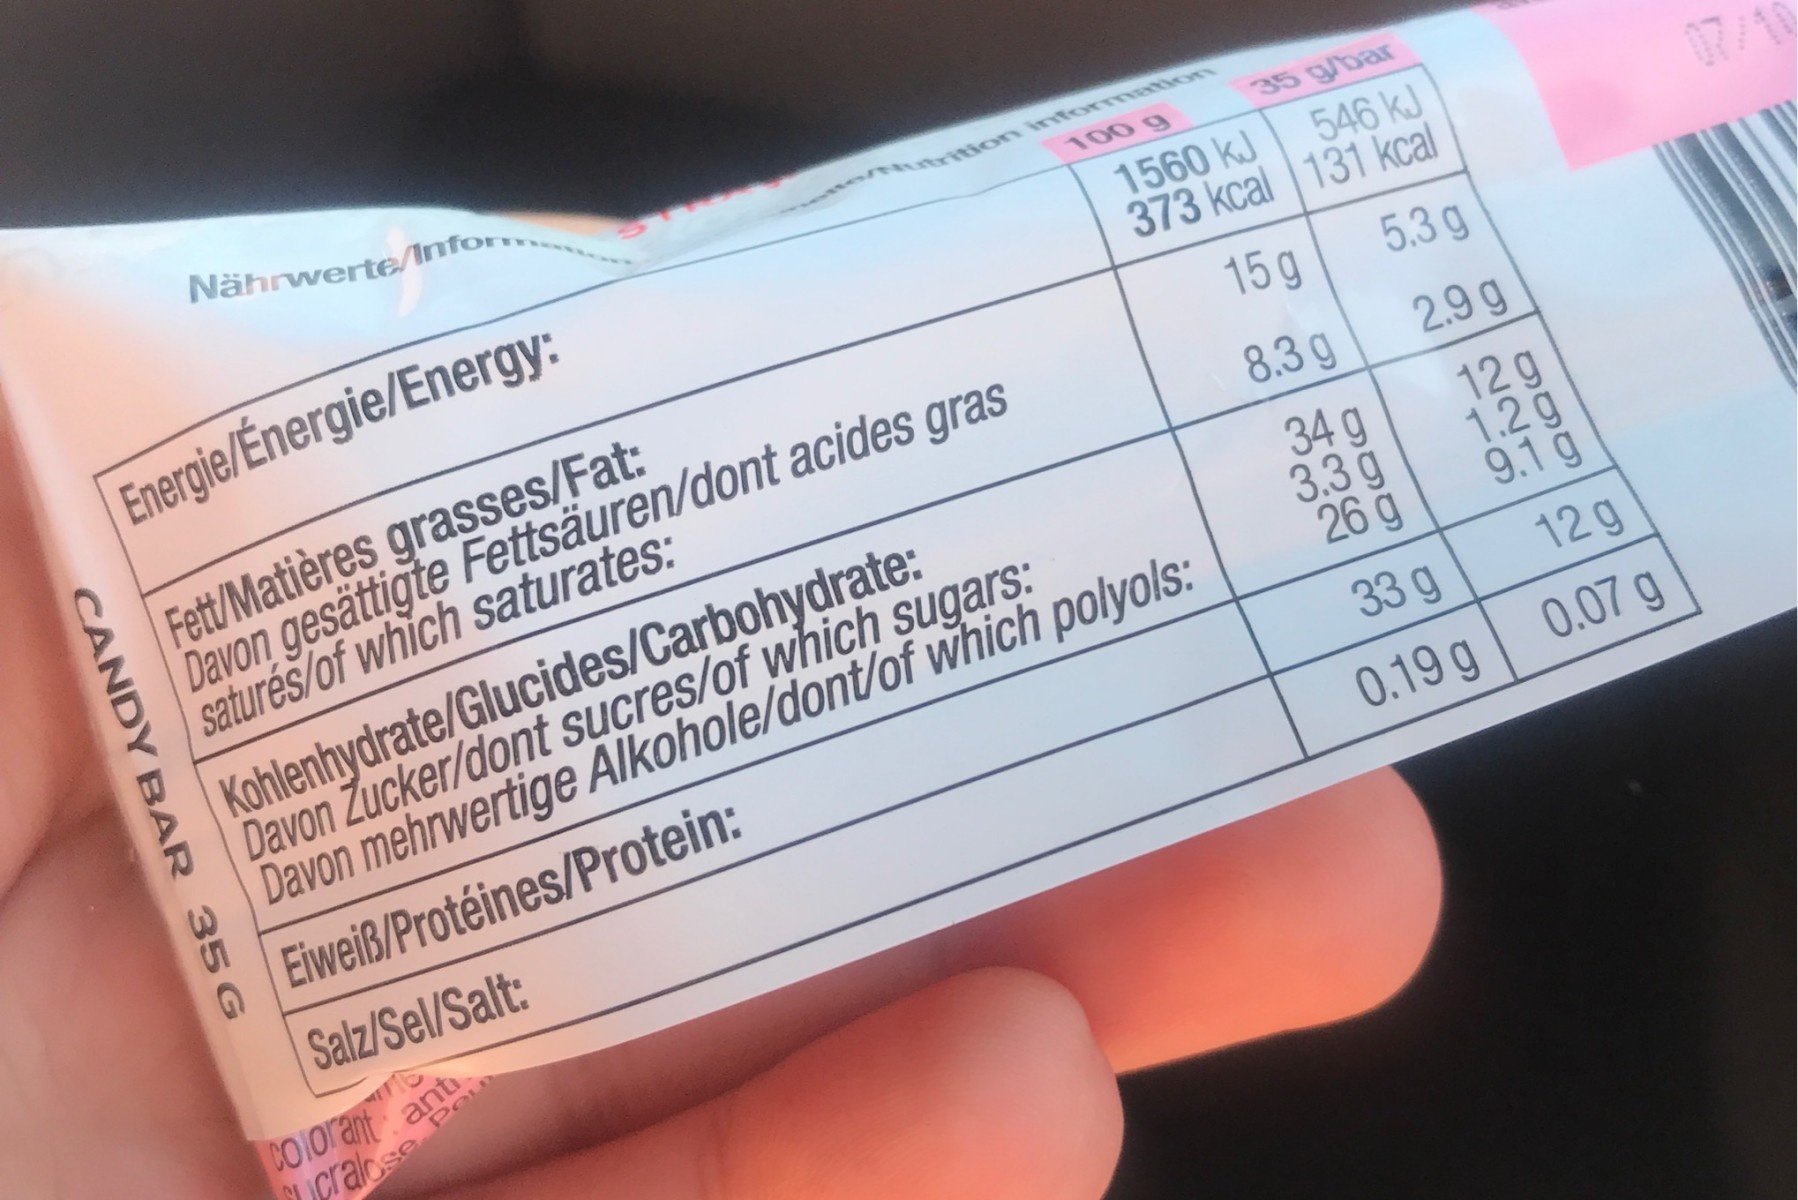 Nährwerte/Information
Nutrition information
100 g 35 g/bar
Energie/Énergie/Energy: 1560 kJ 546 kJ
373 kcal 131 kcal
Fett/Matières grasses/Fat: 15 g 5.3 g
Davon gesättigte Fettsäuren/dont acides gras
saturés/of which saturates: 8.3 g 2.9 g
Kohlenhydrate/Glucides/Carbohydrate: 34 g 12 g
Davon Zucker/dont sucres/of which sugars: 3.3 g 1.2 g
Davon mehrwertige Alkohole/dont/of which polyols: 26 g 9.1 g
Eiweiß/Protéines/Protein: 33 g 12 g
Salz/Sel/Salt: 0.19 g 0.07 g
CANDY BAR 35 G
colorant